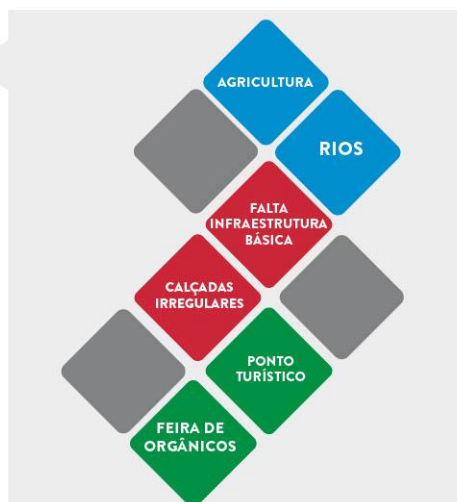 AGRICULTURA
RIOS
FALTA
INFRAESTRUTURA
BÁSICA
CALÇADAS
IRREGULARES
PONTO
TURÍSTICO
FEIRA DE
ORGÂNICOS